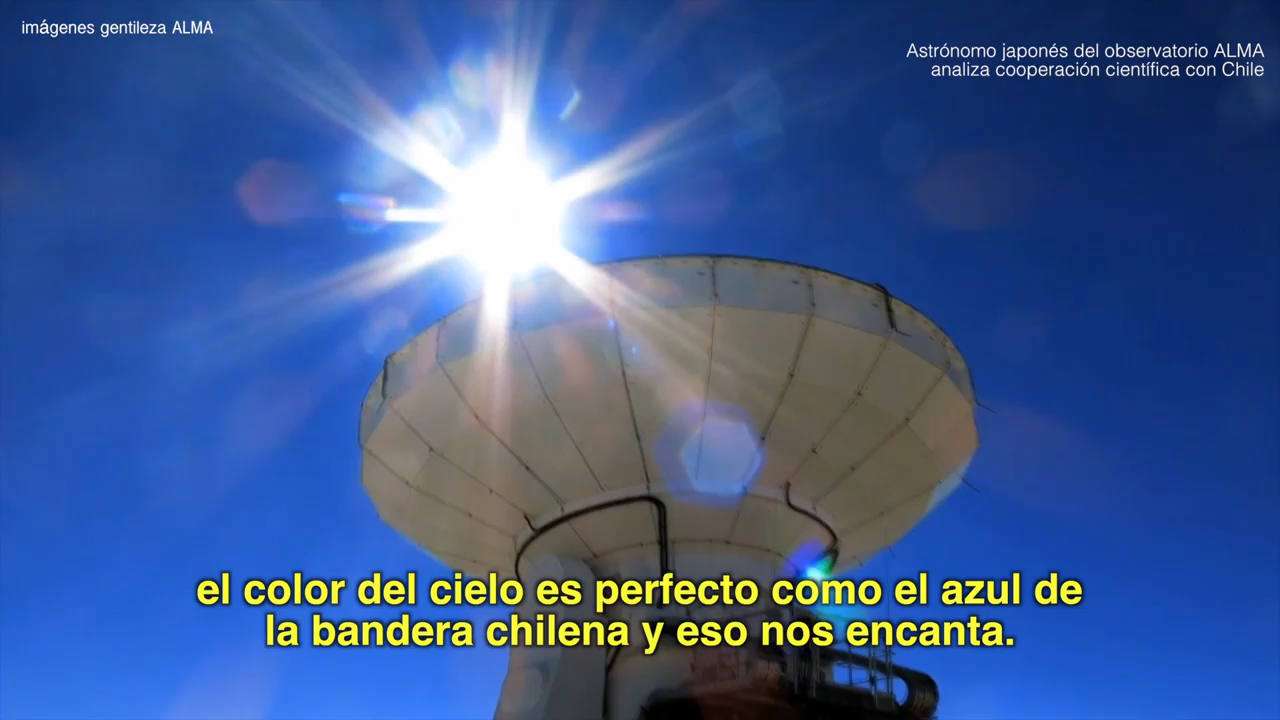 imágenes gentileza ALMA
Astrónomo japonés del observatorio ALMA
analiza cooperación científica con Chile
el color del cielo es perfecto como el azul de
la bandera chilena y eso nos encanta.